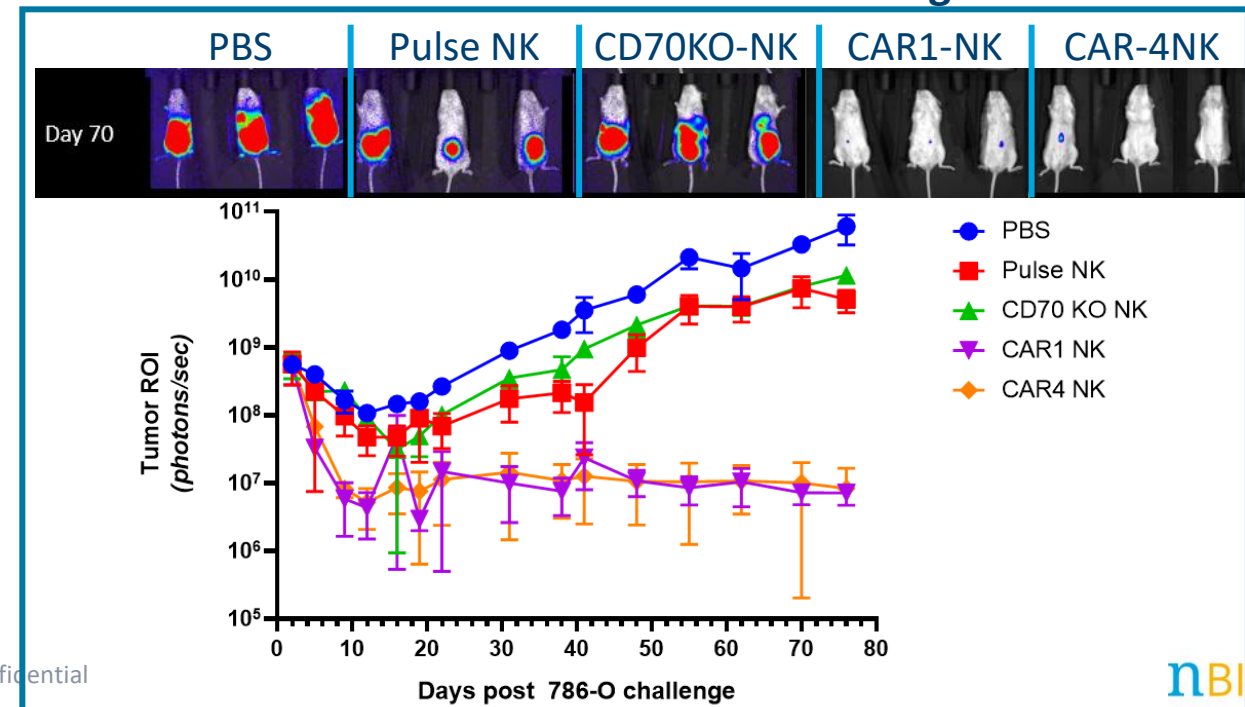 PBS Pulse NK CD70KO-NK CAR1-NK CAR-4NK
Day 70
10¹¹
10¹⁰
10⁹
10⁸
10⁷
10⁶
10⁵
Tumor ROI
(photons/sec)
0 10 20 30 40 50 60 70 80
Days post 786-O challenge
PBS
Pulse NK
CD70 KO NK
CAR1 NK
CAR4 NK
fidential
nBI